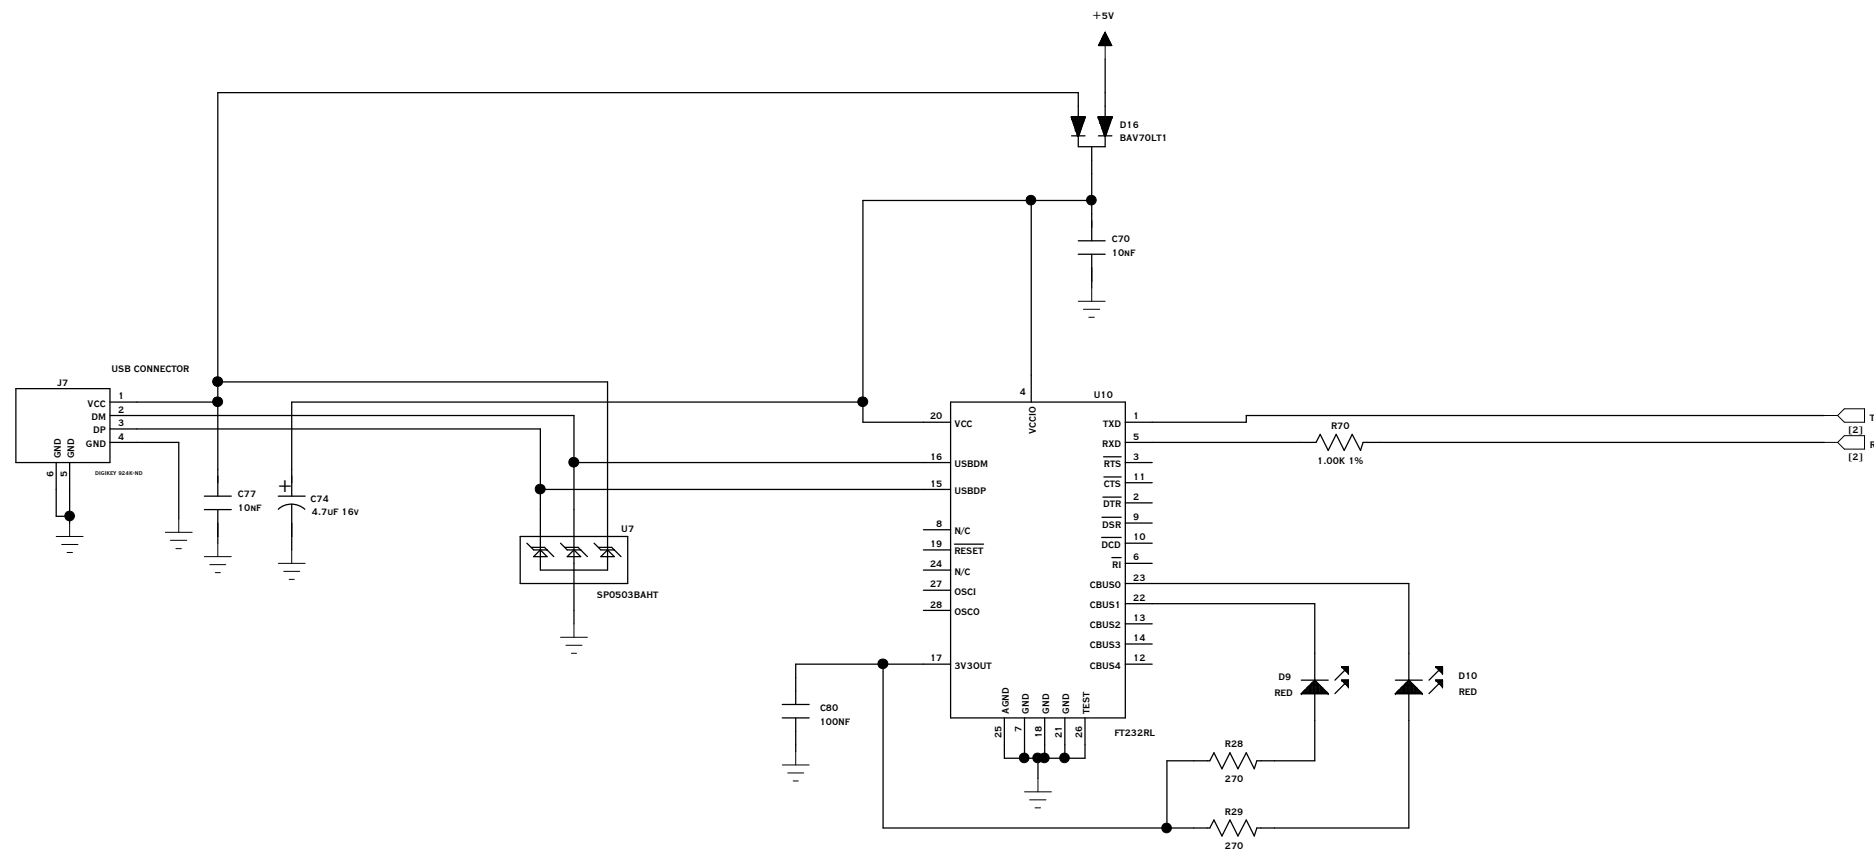 +5V
D16
BAV70LT1
C70
10NF
USB CONNECTOR
J7
VCC 1
DM 2
DP 3
GND 4
GND GND
6 5
DIGIKEY 924K-ND
C77
10NF
+
C74
4.7UF 16V
U7
SP0503BAHT
U10
4
VCCIO
20 VCC
16 USBDM
15 USBDP
8 N/C
19 RESET
24 N/C
27 OSCI
28 OSCO
17 3V3OUT
TXD 1
RXD 5
RTS 3
CTS 11
DTR 2
DSR 9
DCD 10
RI 6
CBUS0 23
CBUS1 22
CBUS2 13
CBUS3 14
CBUS4 12
AGND GND GND GND TEST
25 7 18 21 26
FT232RL
R70
1.00K 1%
T
[2]
R
[2]
C80
100NF
D9
RED
D10
RED
R28
270
R29
270